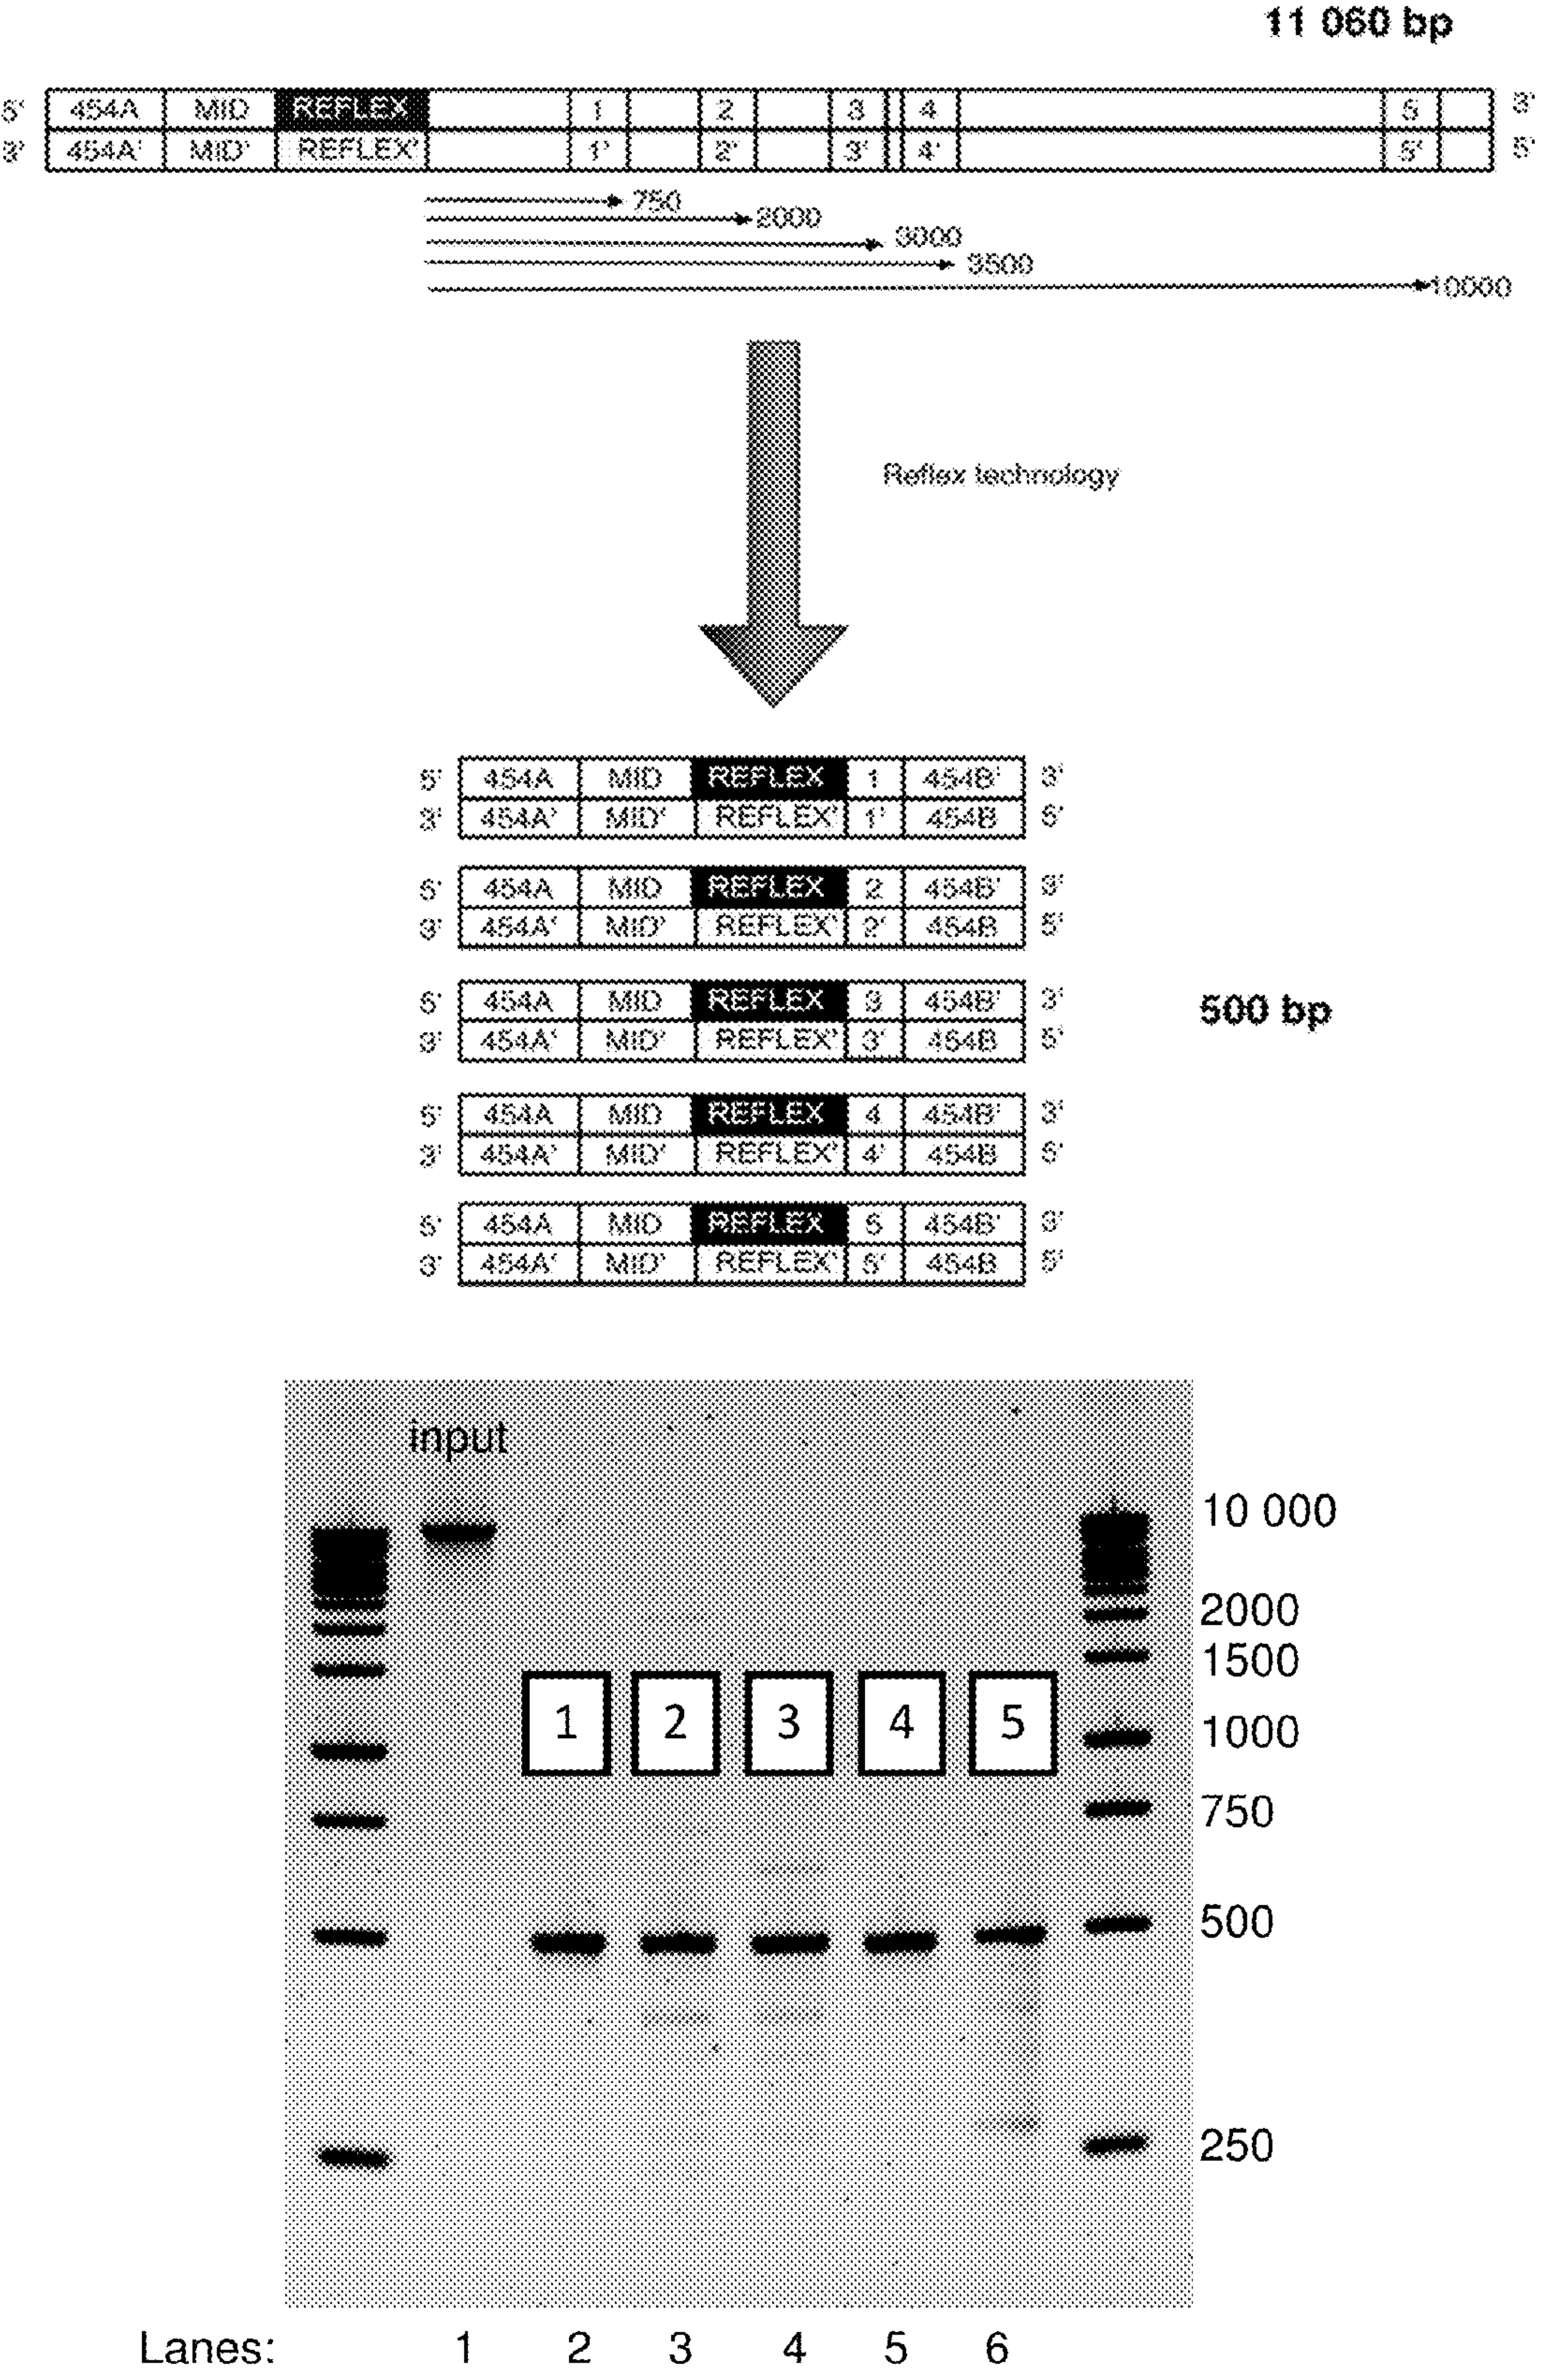 11 060 bp
5' 454A MID REFLEX 1 2 3 4 5 3'
3' 454A' MID' REFLEX' 1' 2' 3' 4' 5' 5'
750
2000
3000
3500
10000
Reflex technology
5' 454A MID REFLEX 1 454B' 3'
3' 454A' MID' REFLEX' 1' 454B 5'
5' 454A MID REFLEX 2 454B' 3'
3' 454A' MID' REFLEX' 2' 454B 5'
5' 454A MID REFLEX 3 454B' 3'
500 bp
3' 454A' MID' REFLEX' 3' 454B 5'
5' 454A MID REFLEX 4 454B' 3'
3' 454A' MID' REFLEX' 4' 454B 5'
5' 454A MID REFLEX 5 454B' 3'
3' 454A' MID' REFLEX' 5' 454B 5'
input
10 000
2000
1500
1 2 3 4 5 1000
750
500
250
Lanes: 1 2 3 4 5 6